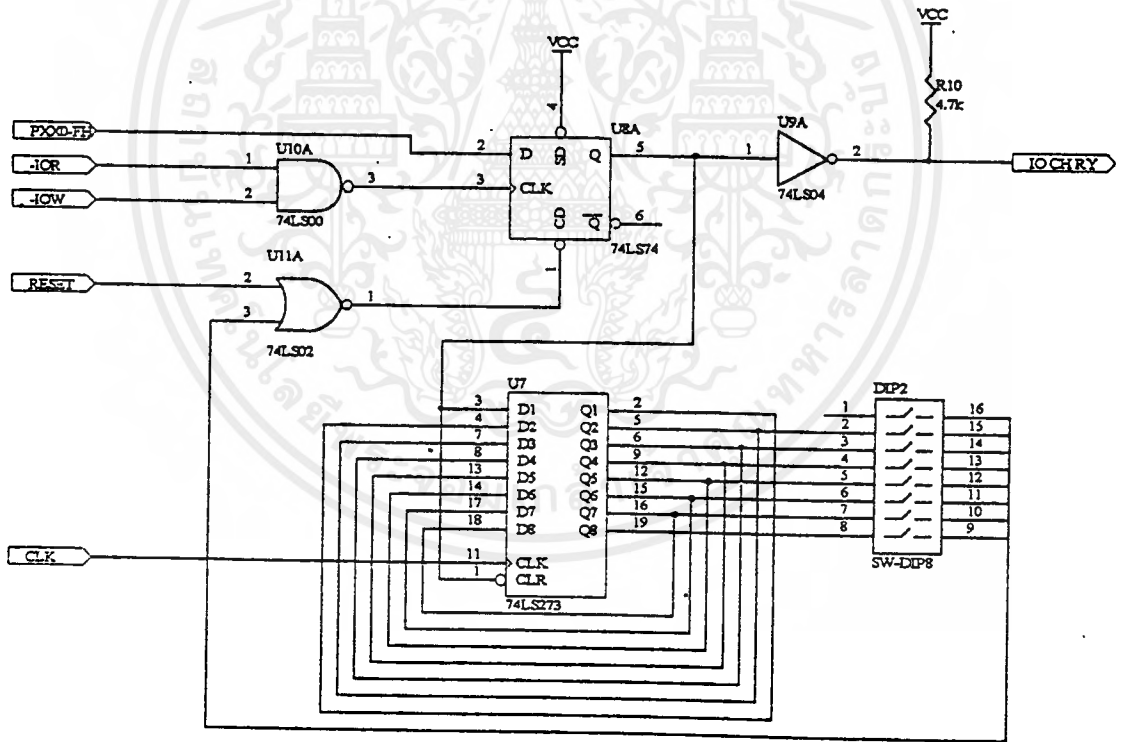 VCC
VCC
R10
4.7k
PXX0-FH
-IOR
-IOW
U10A
1
2
3
74LS00
4
U8A
2
D
SD
Q
5
3
CLK
CD
Q
6
1
74LS74
U9A
1
2
74LS04
IOCHRY
RESET
U11A
2
3
1
74LS02
U7
3 D1 Q1 2
4 D2 Q2 5
7 D3 Q3 6
8 D4 Q4 9
13 D5 Q5 12
14 D6 Q6 15
17 D7 Q7 16
18 D8 Q8 19
11 CLK
1 CLR
74LS273
CLK
DIP2
1 16
2 15
3 14
4 13
5 12
6 11
7 10
8 9
SW-DIP8